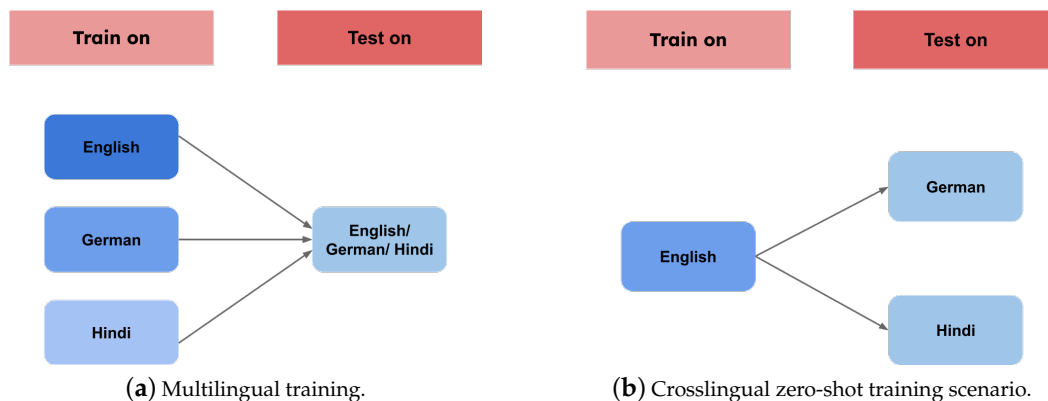 Train on
Test on
English
German
Hindi
English/
German/ Hindi
(a) Multilingual training.
Train on
Test on
English
German
Hindi
(b) Crosslingual zero-shot training scenario.